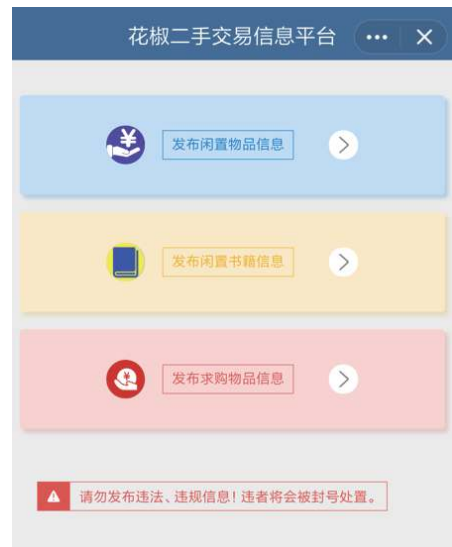 花椒二手交易信息平台
发布闲置物品信息
发布闲置书籍信息
发布求购物品信息
请勿发布违法、违规信息！违者将会被封号处置。